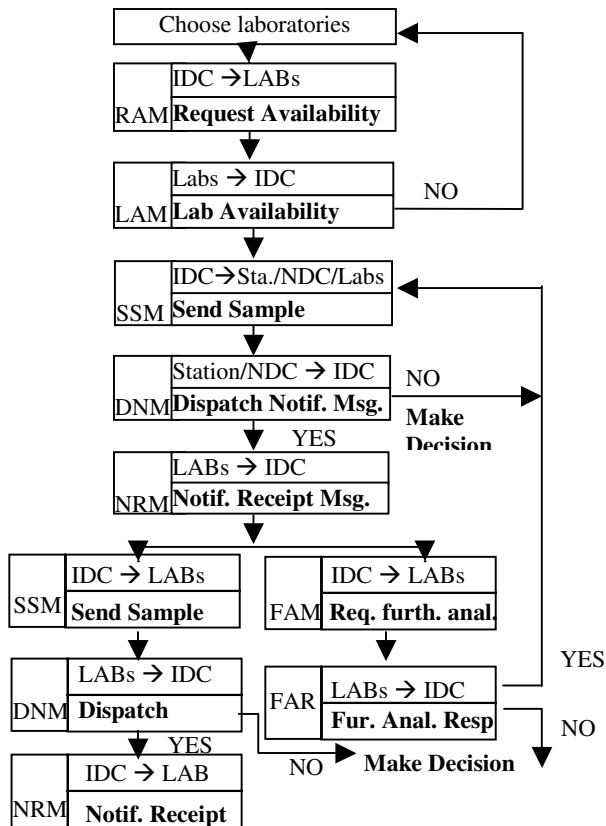 Choose laboratories
IDC → LABs
RAM Request Availability
Labs → IDC
NO
LAM Lab Availability
IDC→Sta./NDC/Labs
SSM Send Sample
Station/NDC → IDC
NO
DNM Dispatch Notif. Msg.
Make
Decision
YES
LABs → IDC
NRM Notif. Receipt Msg.
IDC → LABs
SSM Send Sample
IDC → LABs
FAM Req. furth. anal.
LABs → IDC
DNM Dispatch
YES
LABs → IDC
FAR Fur. Anal. Resp
YES
NO
NO
Make Decision
IDC → LAB
NRM Notif. Receipt